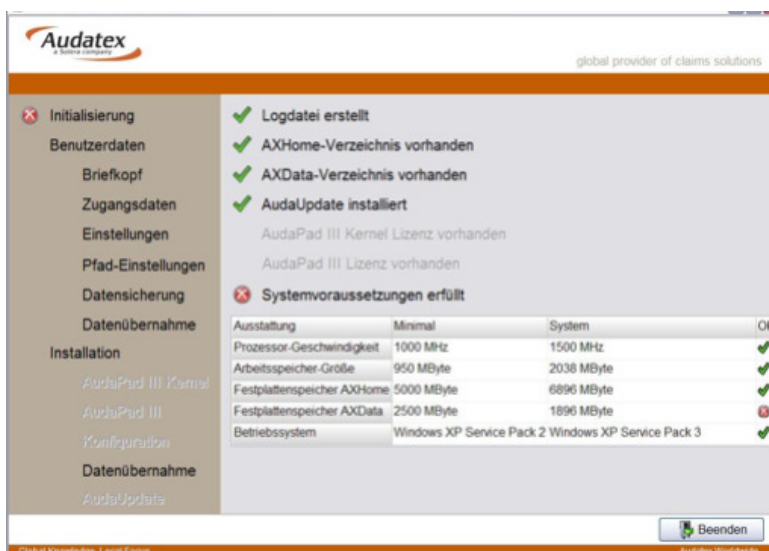 Audatex
a Solera company
global provider of claims solutions
Initialisierung
Benutzerdaten
Briefkopf
Zugangsdaten
Einstellungen
Pfad-Einstellungen
Datensicherung
Datenübernahme
Installation
AudaPad III Kernel
AudaPad III
Konfiguration
Datenübernahme
AudaUpdate
Logdatei erstellt
AXHome-Verzeichnis vorhanden
AXData-Verzeichnis vorhanden
AudaUpdate installiert
AudaPad III Kernel Lizenz vorhanden
AudaPad III Lizenz vorhanden
Systemvoraussetzungen erfüllt
Ausstattung Minimal System
Prozessor-Geschwindigkeit 1000 MHz 1500 MHz
Arbeitsspeicher-Größe 950 MByte 2038 MByte
Festplattenspeicher AXHome 5000 MByte 6896 MByte
Festplattenspeicher AXData 2500 MByte 1896 MByte
Betriebssystem Windows XP Service Pack 2 Windows XP Service Pack 3
Beenden